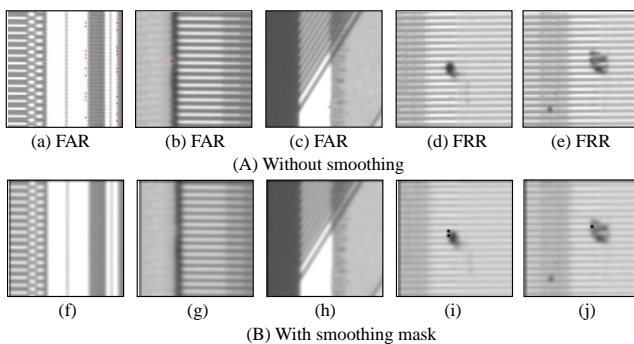 (a) FAR (b) FAR (c) FAR (d) FRR (e) FRR
(A) Without smoothing
(f) (g) (h) (i) (j)
(B) With smoothing mask